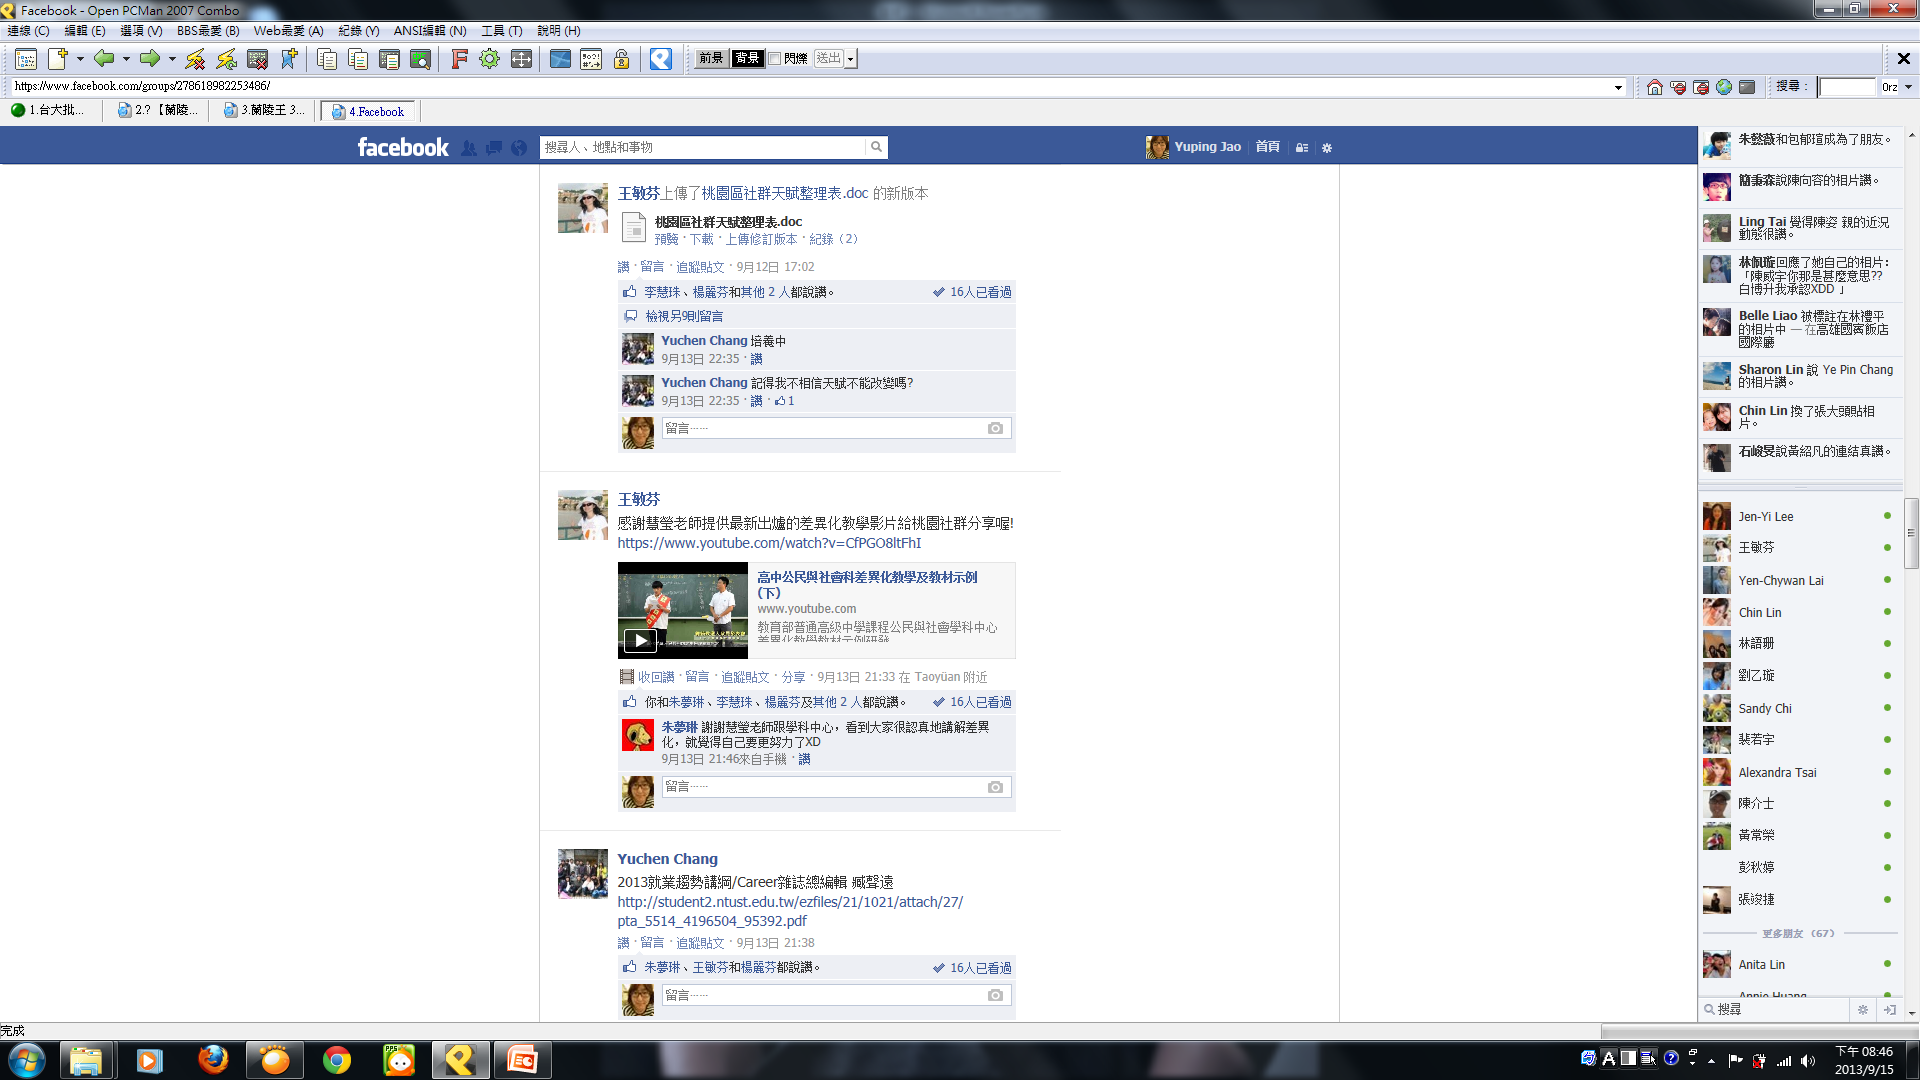 Facebook - Open PCMan 2007 Combo
連線 (C) 編輯 (E) 選項 (V) BBS最愛 (B) Web最愛 (A) 紀錄 (Y) ANSI編輯 (N) 工具 (T) 說明 (H)
前景 背景 閃爍 送出
https://www.facebook.com/groups/278618982253486/
搜尋： Orz
1.台大批... 2.? 【蘭陵... 3.蘭陵王 3... 4.Facebook
facebook 搜尋人、地點和事物 Yuping Jao 首頁
王敏芬上傳了桃園區社群天賦整理表.doc 的新版本
桃園區社群天賦整理表.doc
預覽 · 下載 · 上傳修訂版本 · 紀錄（2）
讚 · 留言 · 追蹤貼文 · 9月12日 17:02
李慧珠、楊麗芬和其他 2 人都說讚。 16人已看過
檢視另9則留言
Yuchen Chang 培養中
9月13日 22:35 · 讚
Yuchen Chang 記得我不相信天賦不能改變嗎?
9月13日 22:35 · 讚 · 1
留言......
王敏芬
感謝慧瑩老師提供最新出爐的差異化教學影片給桃園社群分享喔!
https://www.youtube.com/watch?v=CfPGO8ltFhI
高中公民與社會科差異化教學及教材示例
(下)
www.youtube.com
教育部普通高級中學課程公民與社會學科中心
差異化教學教材示例研發
收回讚 · 留言 · 追蹤貼文 · 分享 · 9月13日 21:33 在 Taoyüan 附近
你和朱夢琳、李慧珠、楊麗芬及其他 2 人都說讚。 16人已看過
朱夢琳 謝謝慧瑩老師跟學科中心，看到大家很認真地講解差異
化，就覺得自己要更努力了XD
9月13日 21:46來自手機 · 讚
留言......
Yuchen Chang
2013就業趨勢講綱/Career雜誌總編輯 臧聲遠
http://student2.ntust.edu.tw/ezfiles/21/1021/attach/27/
pta_5514_4196504_95392.pdf
讚 · 留言 · 追蹤貼文 · 9月13日 21:38
朱夢琳、王敏芬和楊麗芬都說讚。 16人已看過
留言......
朱懿薇和包郁瑄成為了朋友。
簡秉森說陳向容的相片讚。
Ling Tai 覺得陳姿 親的近況
動態很讚。
林佩璇回應了她自己的相片:
「陳威宇你那是甚麼意思??
白博升我承認XDD 」
Belle Liao 被標註在林禮平
的相片中 — 在高雄國賓飯店
國際廳
Sharon Lin 說 Ye Pin Chang
的相片讚。
Chin Lin 換了張大頭貼相
片。
石峻旻說黃紹凡的連結真讚。
Jen-Yi Lee
王敏芬
Yen-Chywan Lai
Chin Lin
林語珊
劉乙璇
Sandy Chi
裴若宇
Alexandra Tsai
陳介士
黃常榮
彭秋婷
張竣捷
更多朋友（67）
Anita Lin
Annie Huang
搜尋
完成
下午 08:46
2013/9/15